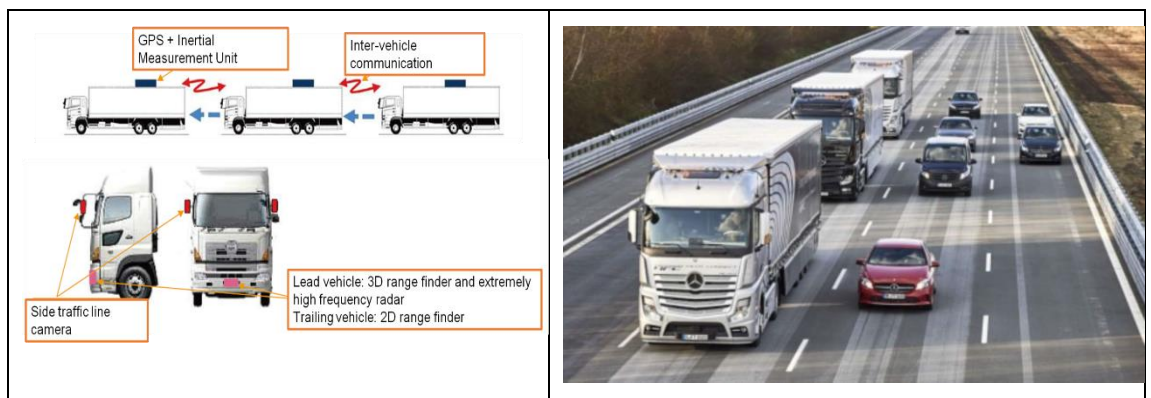 GPS + Inertial
Measurement Unit
Inter-vehicle
communication
Lead vehicle: 3D range finder and extremely
high frequency radar
Trailing vehicle: 2D range finder
Side traffic line
camera